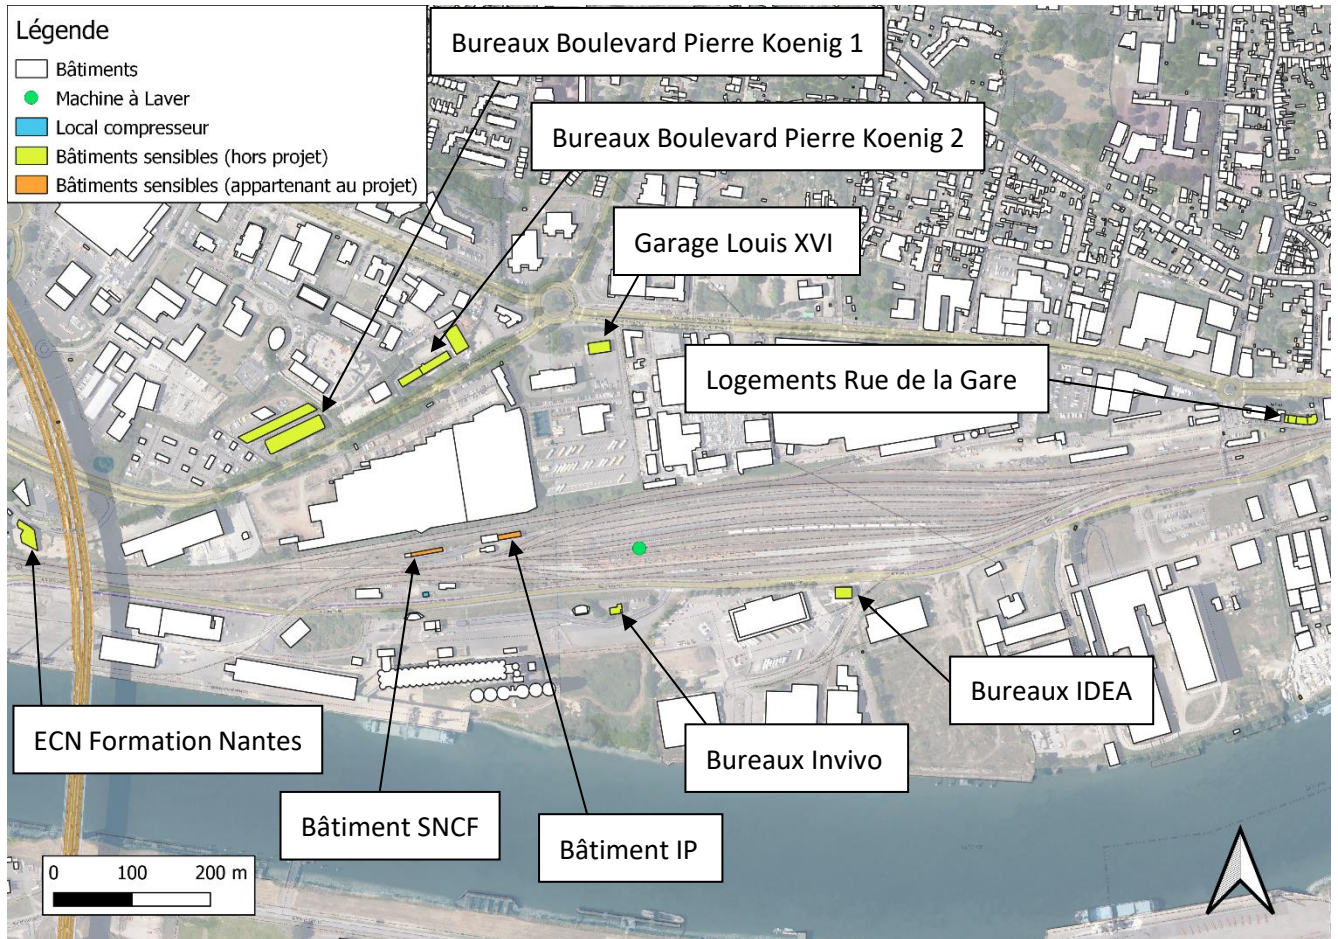 Légende
Bâtiments
Machine à Laver
Local compresseur
Bâtiments sensibles (hors projet)
Bâtiments sensibles (appartenant au projet)
Bureaux Boulevard Pierre Koenig 1
Bureaux Boulevard Pierre Koenig 2
Garage Louis XVI
Logements Rue de la Gare
ECN Formation Nantes
Bureaux IDEA
Bureaux Invivo
Bâtiment SNCF
Bâtiment IP
0 100 200 m